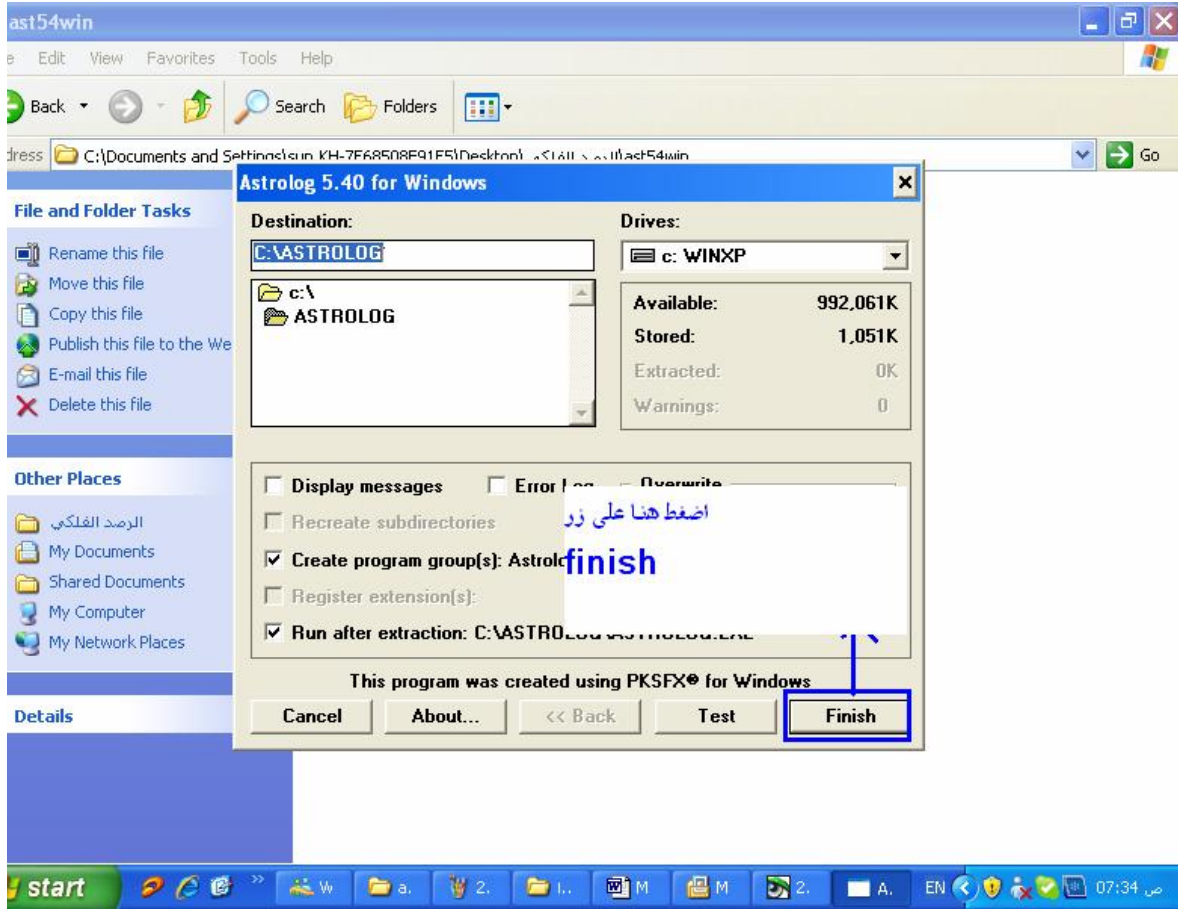 ast54win
Edit View Favorites Tools Help
Back Search Folders
dress C:\Documents and Settings\sun.KH-7F68508F91F5\Desktop\ \ast54win Go
File and Folder Tasks
Rename this file
Move this file
Copy this file
Publish this file to the We
E-mail this file
Delete this file
Other Places
الرصد الفلكي
My Documents
Shared Documents
My Computer
My Network Places
Details
Astrolog 5.40 for Windows
Destination:
C:\ASTROLOG
c:\
ASTROLOG
Drives:
c: WINXP
Available: 992,061K
Stored: 1,051K
Extracted: 0K
Warnings: 0
Display messages Error Log Overwrite
Recreate subdirectories
Create program group(s): Astrolo
Register extension(s):
Run after extraction: C:\ASTROLOG\ASTROLOG.EXE
اضغط هنا على زر
finish
This program was created using PKSFX® for Windows
Cancel About... << Back Test Finish
start W a. 2. M M 2. A. EN 07:34 ص